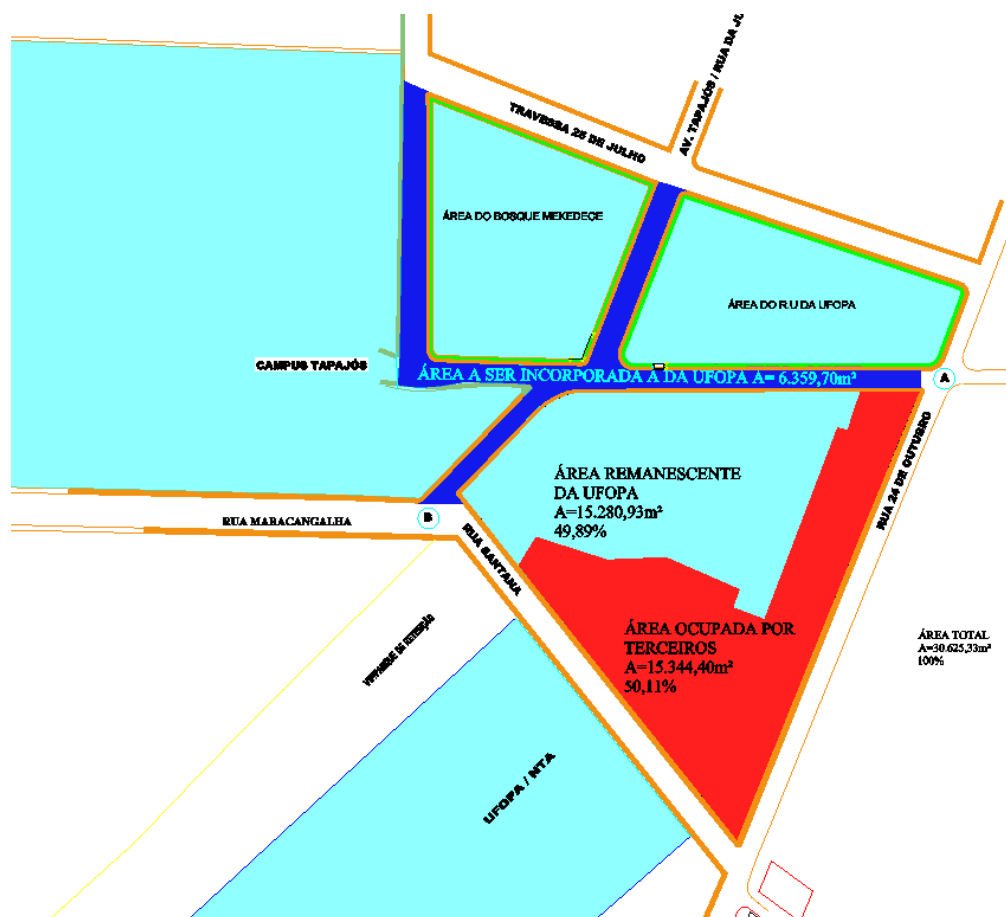 AV. TAPAJÓS / RUA DA JU
TRAVESSA 25 DE JULHO
ÁREA DO BOSQUE MEKEDEÇE
ÁREA DO R.U DA UFOPA
CAMPUS TAPAJÓS
ÁREA A SER INCORPORADA À DA UFOPA A= 6.359,70m²
A
RUA 24 DE OUTUBRO
ÁREA REMANESCENTE
DA UFOPA
A=15.280,93m²
49,89%
RUA MARACANGALHA
B
RUA SANTANA
ÁREA OCUPADA POR
TERCEIROS
A=15.344,40m²
50,11%
ÁREA TOTAL
A=30.625,33m²
100%
UFOPA / NTA